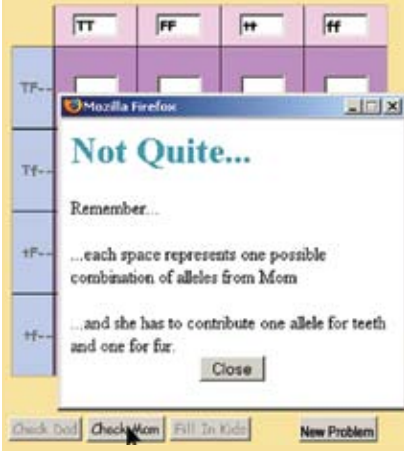 TT FF tt ff
TF--
Mozilla Firefox
Not Quite...
Tf--
Remember...
...each space represents one possible
combination of alleles from Mom
tF--
...and she has to contribute one allele for teeth
and one for fur.
tf--
Close
Check Dad Check Mom Fill In Kids New Problem